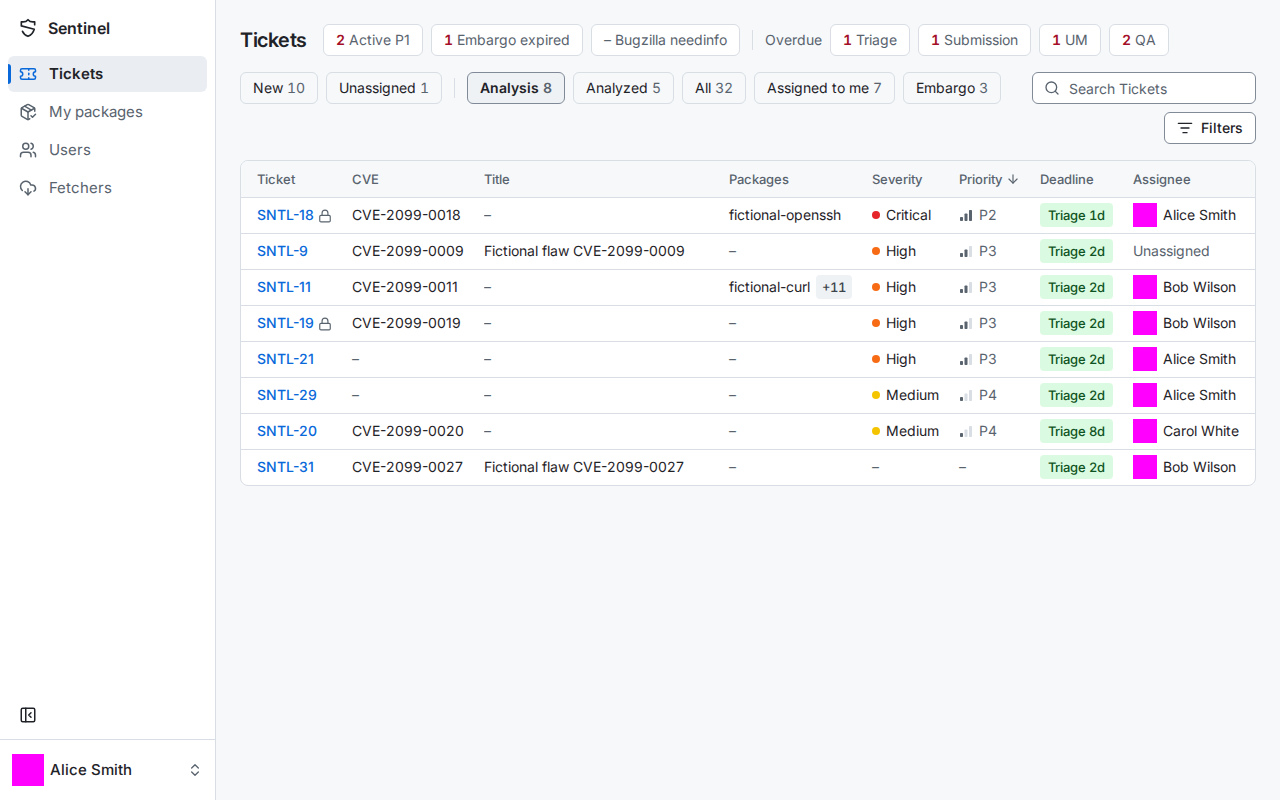 Sentinel
Tickets
My packages
Users
Fetchers
Alice Smith
Tickets 2 Active P1 1 Embargo expired – Bugzilla needinfo Overdue 1 Triage 1 Submission 1 UM 2 QA
New 10 Unassigned 1 Analysis 8 Analyzed 5 All 32 Assigned to me 7 Embargo 3 Search Tickets
Filters
Ticket CVE Title Packages Severity Priority Deadline Assignee
SNTL-18 CVE-2099-0018 – fictional-openssh Critical P2 Triage 1d Alice Smith
SNTL-9 CVE-2099-0009 Fictional flaw CVE-2099-0009 – High P3 Triage 2d Unassigned
SNTL-11 CVE-2099-0011 – fictional-curl +11 High P3 Triage 2d Bob Wilson
SNTL-19 CVE-2099-0019 – – High P3 Triage 2d Bob Wilson
SNTL-21 – – – High P3 Triage 2d Alice Smith
SNTL-29 – – – Medium P4 Triage 2d Alice Smith
SNTL-20 CVE-2099-0020 – – Medium P4 Triage 8d Carol White
SNTL-31 CVE-2099-0027 Fictional flaw CVE-2099-0027 – – – Triage 2d Bob Wilson